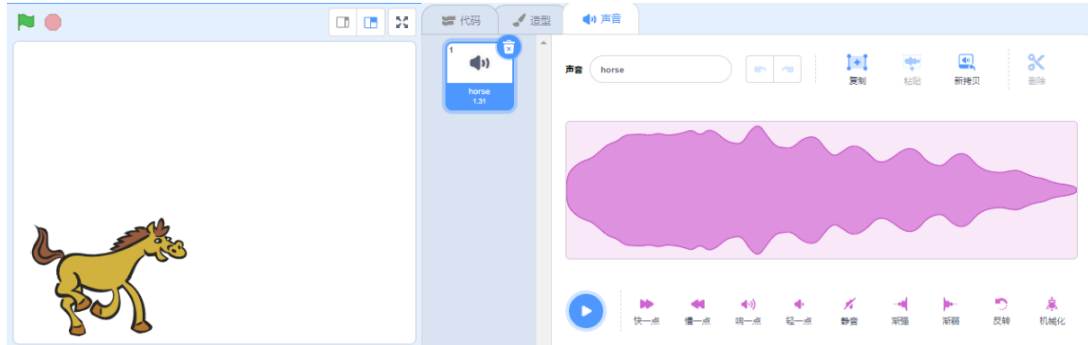 代码
造型
声音
1
horse
1.31
声音
horse
复制
粘贴
新拷贝
删除
快一点
慢一点
响一点
轻一点
静音
渐强
渐弱
反转
机械化